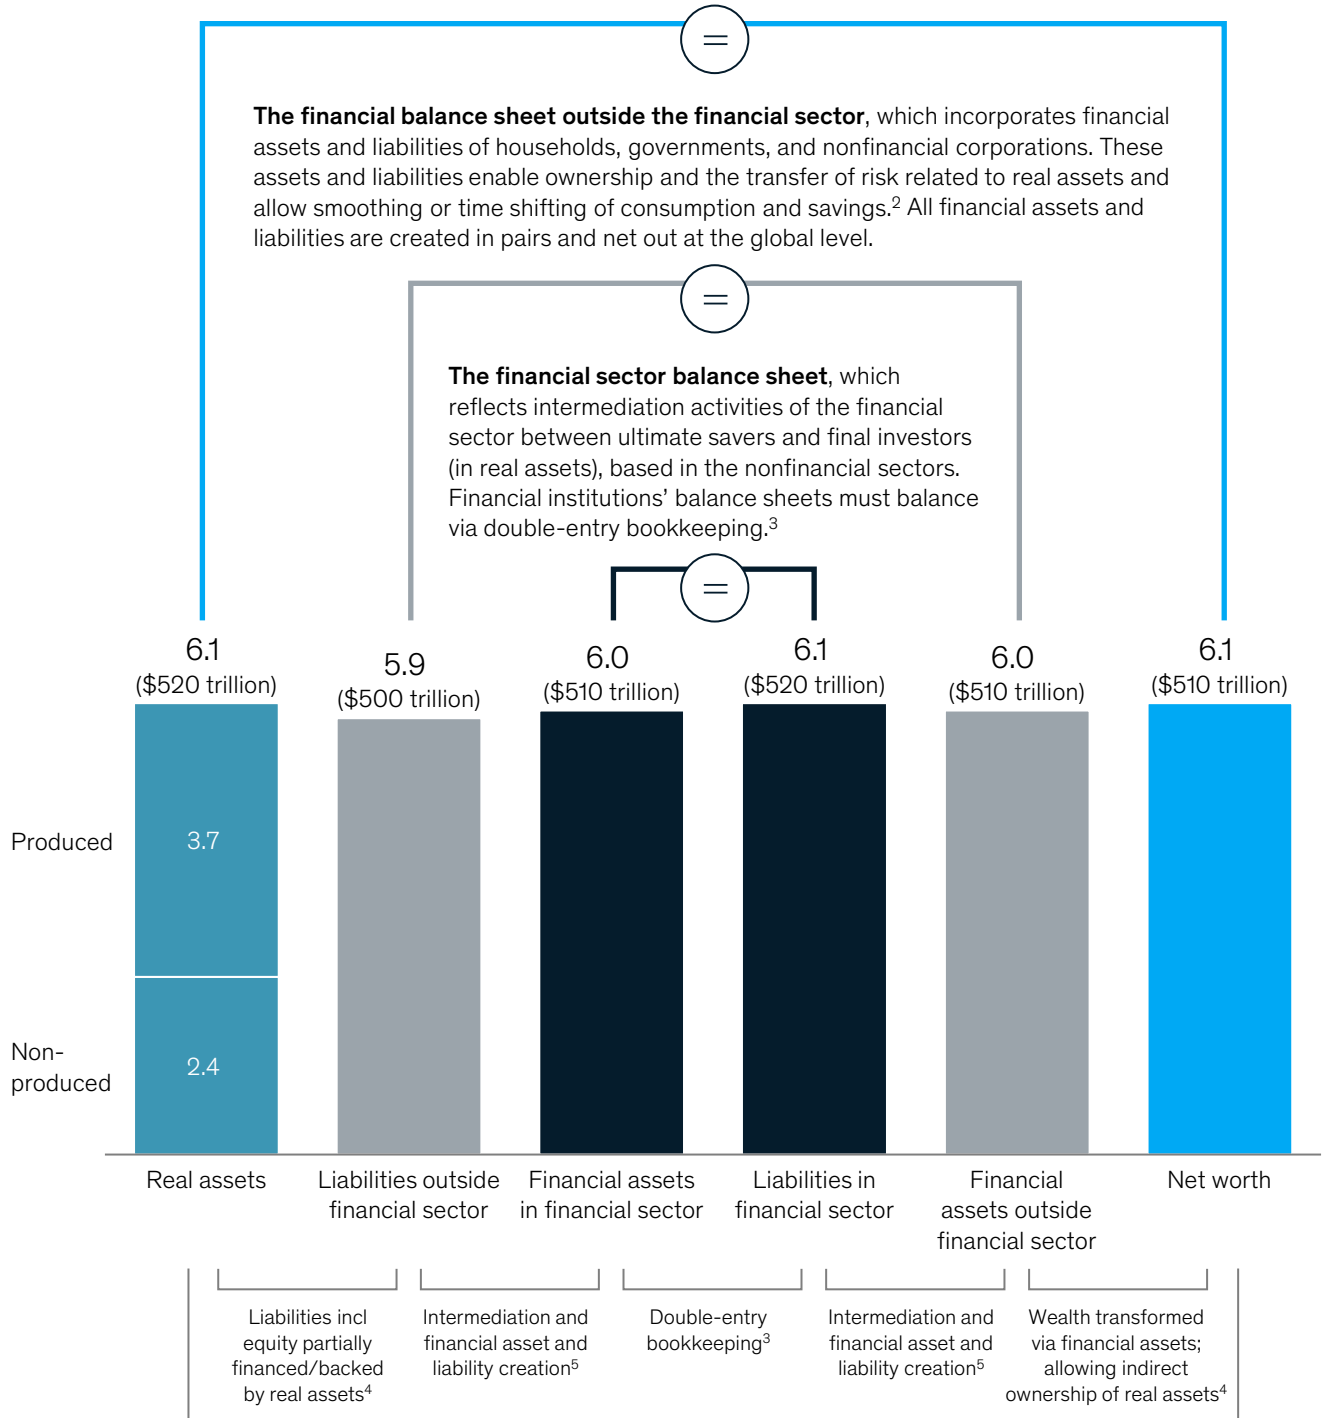 =
The financial balance sheet outside the financial sector, which incorporates financial
assets and liabilities of households, governments, and nonfinancial corporations. These
assets and liabilities enable ownership and the transfer of risk related to real assets and
allow smoothing or time shifting of consumption and savings.² All financial assets and
liabilities are created in pairs and net out at the global level.
=
The financial sector balance sheet, which
reflects intermediation activities of the financial
sector between ultimate savers and final investors
(in real assets), based in the nonfinancial sectors.
Financial institutions’ balance sheets must balance
via double-entry bookkeeping.³
=
6.1
($520 trillion)
5.9
($500 trillion)
6.0
($510 trillion)
6.1
($520 trillion)
6.0
($510 trillion)
6.1
($510 trillion)
Produced
3.7
Non-
produced
2.4
Real assets
Liabilities outside
financial sector
Financial assets
in financial sector
Liabilities in
financial sector
Financial
assets outside
financial sector
Net worth
Liabilities incl
equity partially
financed/backed
by real assets⁴
Intermediation and
financial asset and
liability creation⁵
Double-entry
bookkeeping³
Intermediation and
financial asset and
liability creation⁵
Wealth transformed
via financial assets;
allowing indirect
ownership of real assets⁴